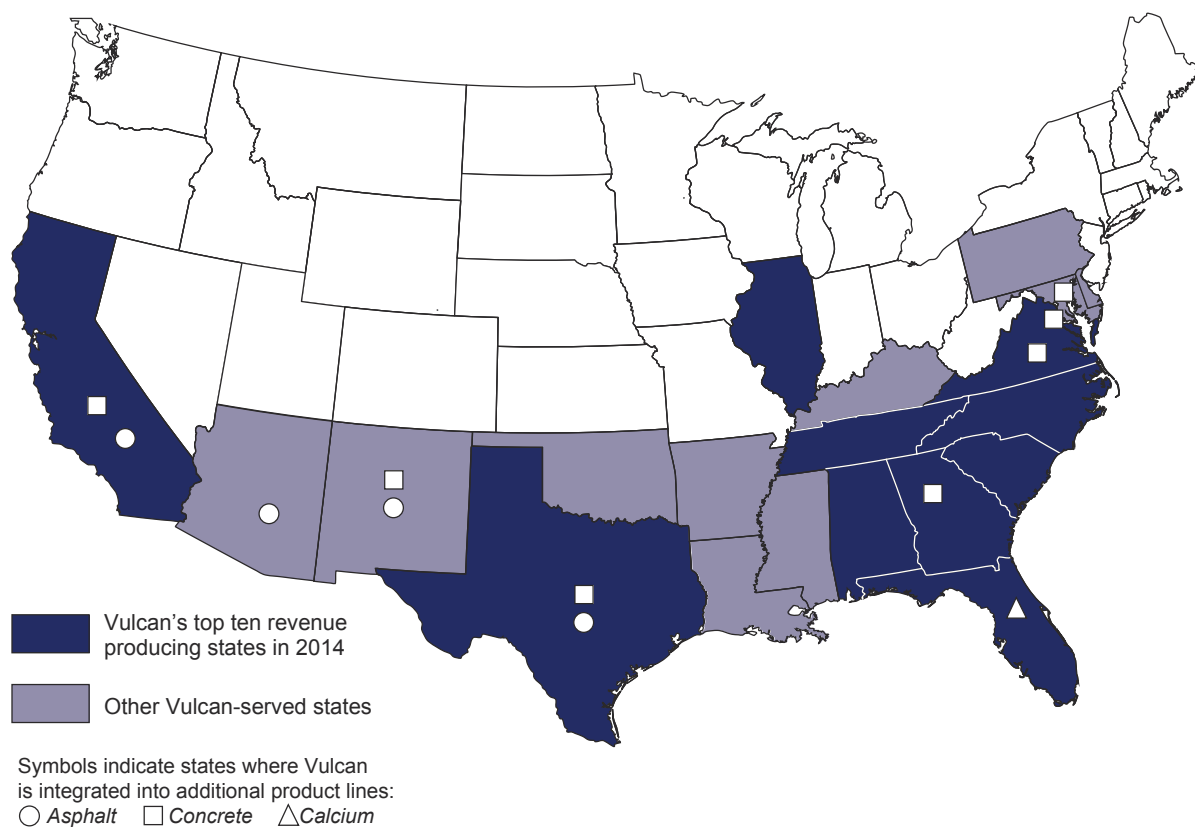 Vulcan’s top ten revenue
producing states in 2014
Other Vulcan-served states
Symbols indicate states where Vulcan
is integrated into additional product lines:
Asphalt Concrete Calcium